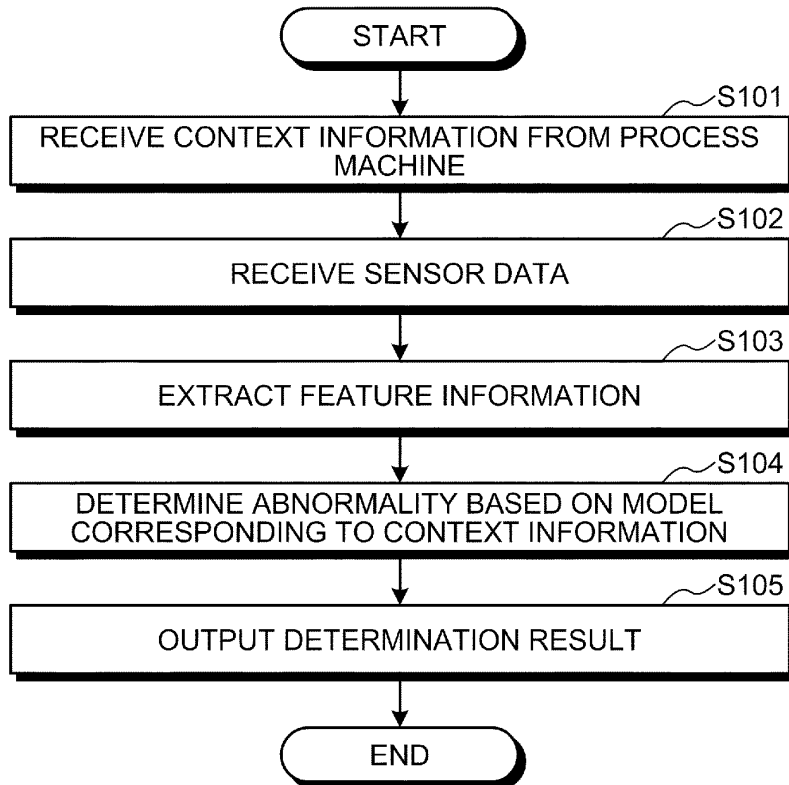 START
S101
RECEIVE CONTEXT INFORMATION FROM PROCESS
MACHINE
S102
RECEIVE SENSOR DATA
S103
EXTRACT FEATURE INFORMATION
S104
DETERMINE ABNORMALITY BASED ON MODEL
CORRESPONDING TO CONTEXT INFORMATION
S105
OUTPUT DETERMINATION RESULT
END